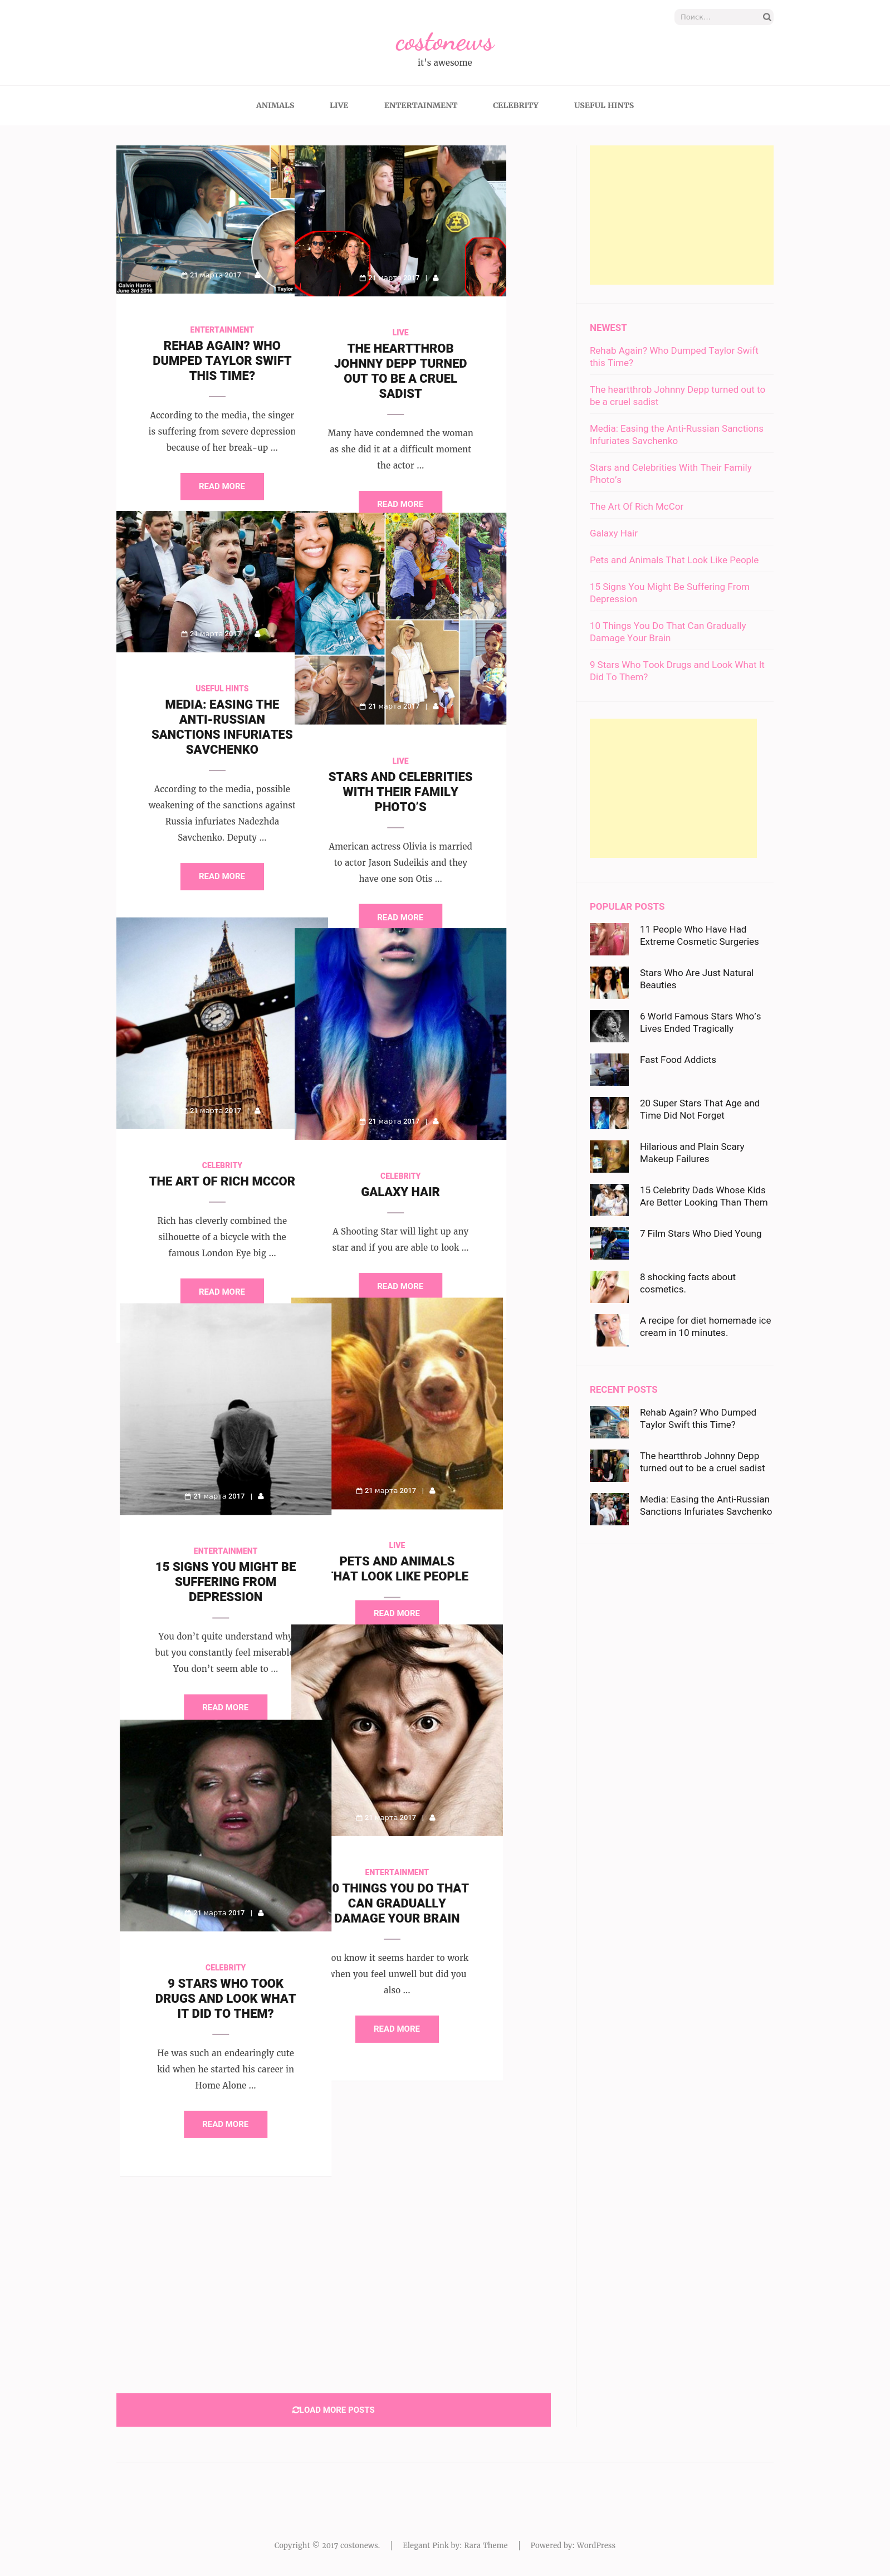 Поиск…
costonews
it's awesome
ANIMALS LIVE ENTERTAINMENT CELEBRITY USEFUL HINTS
Calvin Harris
June 3rd 2016
Taylor
21 марта 2017 |
ENTERTAINMENT
REHAB AGAIN? WHO
DUMPED TAYLOR SWIFT
THIS TIME?
According to the media, the singer
is suffering from severe depression
because of her break-up …
READ MORE
21 марта 2017 |
LIVE
THE HEARTTHROB
JOHNNY DEPP TURNED
OUT TO BE A CRUEL
SADIST
Many have condemned the woman
as she did it at a difficult moment
the actor …
READ MORE
21 марта 2017 |
USEFUL HINTS
MEDIA: EASING THE
ANTI-RUSSIAN
SANCTIONS INFURIATES
SAVCHENKO
According to the media, possible
weakening of the sanctions against
Russia infuriates Nadezhda
Savchenko. Deputy …
READ MORE
21 марта 2017 |
LIVE
STARS AND CELEBRITIES
WITH THEIR FAMILY
PHOTO’S
American actress Olivia is married
to actor Jason Sudeikis and they
have one son Otis …
READ MORE
21 марта 2017 |
CELEBRITY
THE ART OF RICH MCCOR
Rich has cleverly combined the
silhouette of a bicycle with the
famous London Eye big …
READ MORE
21 марта 2017 |
CELEBRITY
GALAXY HAIR
A Shooting Star will light up any
star and if you are able to look …
READ MORE
21 марта 2017 |
ENTERTAINMENT
15 SIGNS YOU MIGHT BE
SUFFERING FROM
DEPRESSION
You don’t quite understand why
but you constantly feel miserable
You don’t seem able to …
READ MORE
21 марта 2017 |
LIVE
PETS AND ANIMALS
HAT LOOK LIKE PEOPLE
READ MORE
21 марта 2017 |
ENTERTAINMENT
0 THINGS YOU DO THAT
CAN GRADUALLY
DAMAGE YOUR BRAIN
ou know it seems harder to work
when you feel unwell but did you
also …
READ MORE
21 марта 2017 |
CELEBRITY
9 STARS WHO TOOK
DRUGS AND LOOK WHAT
IT DID TO THEM?
He was such an endearingly cute
kid when he started his career in
Home Alone …
READ MORE
LOAD MORE POSTS
NEWEST
Rehab Again? Who Dumped Taylor Swift
this Time?
The heartthrob Johnny Depp turned out to
be a cruel sadist
Media: Easing the Anti-Russian Sanctions
Infuriates Savchenko
Stars and Celebrities With Their Family
Photo’s
The Art Of Rich McCor
Galaxy Hair
Pets and Animals That Look Like People
15 Signs You Might Be Suffering From
Depression
10 Things You Do That Can Gradually
Damage Your Brain
9 Stars Who Took Drugs and Look What It
Did To Them?
POPULAR POSTS
11 People Who Have Had
Extreme Cosmetic Surgeries
Stars Who Are Just Natural
Beauties
6 World Famous Stars Who’s
Lives Ended Tragically
Fast Food Addicts
20 Super Stars That Age and
Time Did Not Forget
Hilarious and Plain Scary
Makeup Failures
15 Celebrity Dads Whose Kids
Are Better Looking Than Them
7 Film Stars Who Died Young
8 shocking facts about
cosmetics.
A recipe for diet homemade ice
cream in 10 minutes.
RECENT POSTS
Rehab Again? Who Dumped
Taylor Swift this Time?
The heartthrob Johnny Depp
turned out to be a cruel sadist
Media: Easing the Anti-Russian
Sanctions Infuriates Savchenko
Copyright © 2017 costonews. | Elegant Pink by: Rara Theme | Powered by: WordPress